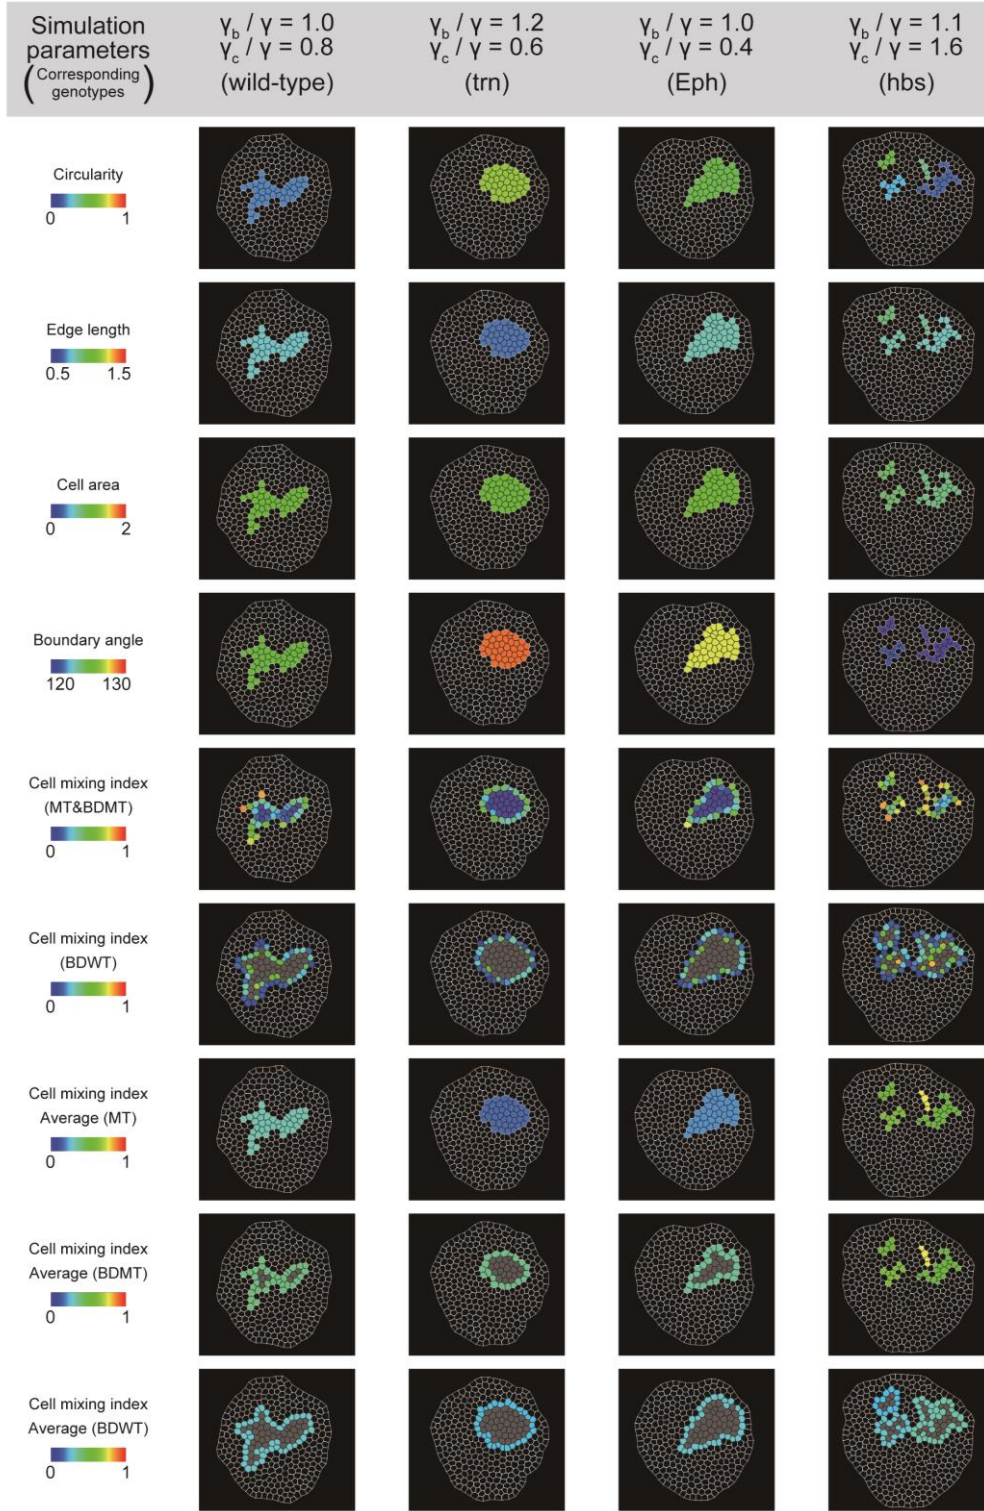 Simulation
parameters
(Corresponding
genotypes)
γb / γ = 1.0
γc / γ = 0.8
(wild-type)
γb / γ = 1.2
γc / γ = 0.6
(trn)
γb / γ = 1.0
γc / γ = 0.4
(Eph)
γb / γ = 1.1
γc / γ = 1.6
(hbs)
Circularity
0 1
Edge length
0.5 1.5
Cell area
0 2
Boundary angle
120 130
Cell mixing index
(MT&BDMT)
0 1
Cell mixing index
(BDWT)
0 1
Cell mixing index
Average (MT)
0 1
Cell mixing index
Average (BDMT)
0 1
Cell mixing index
Average (BDWT)
0 1